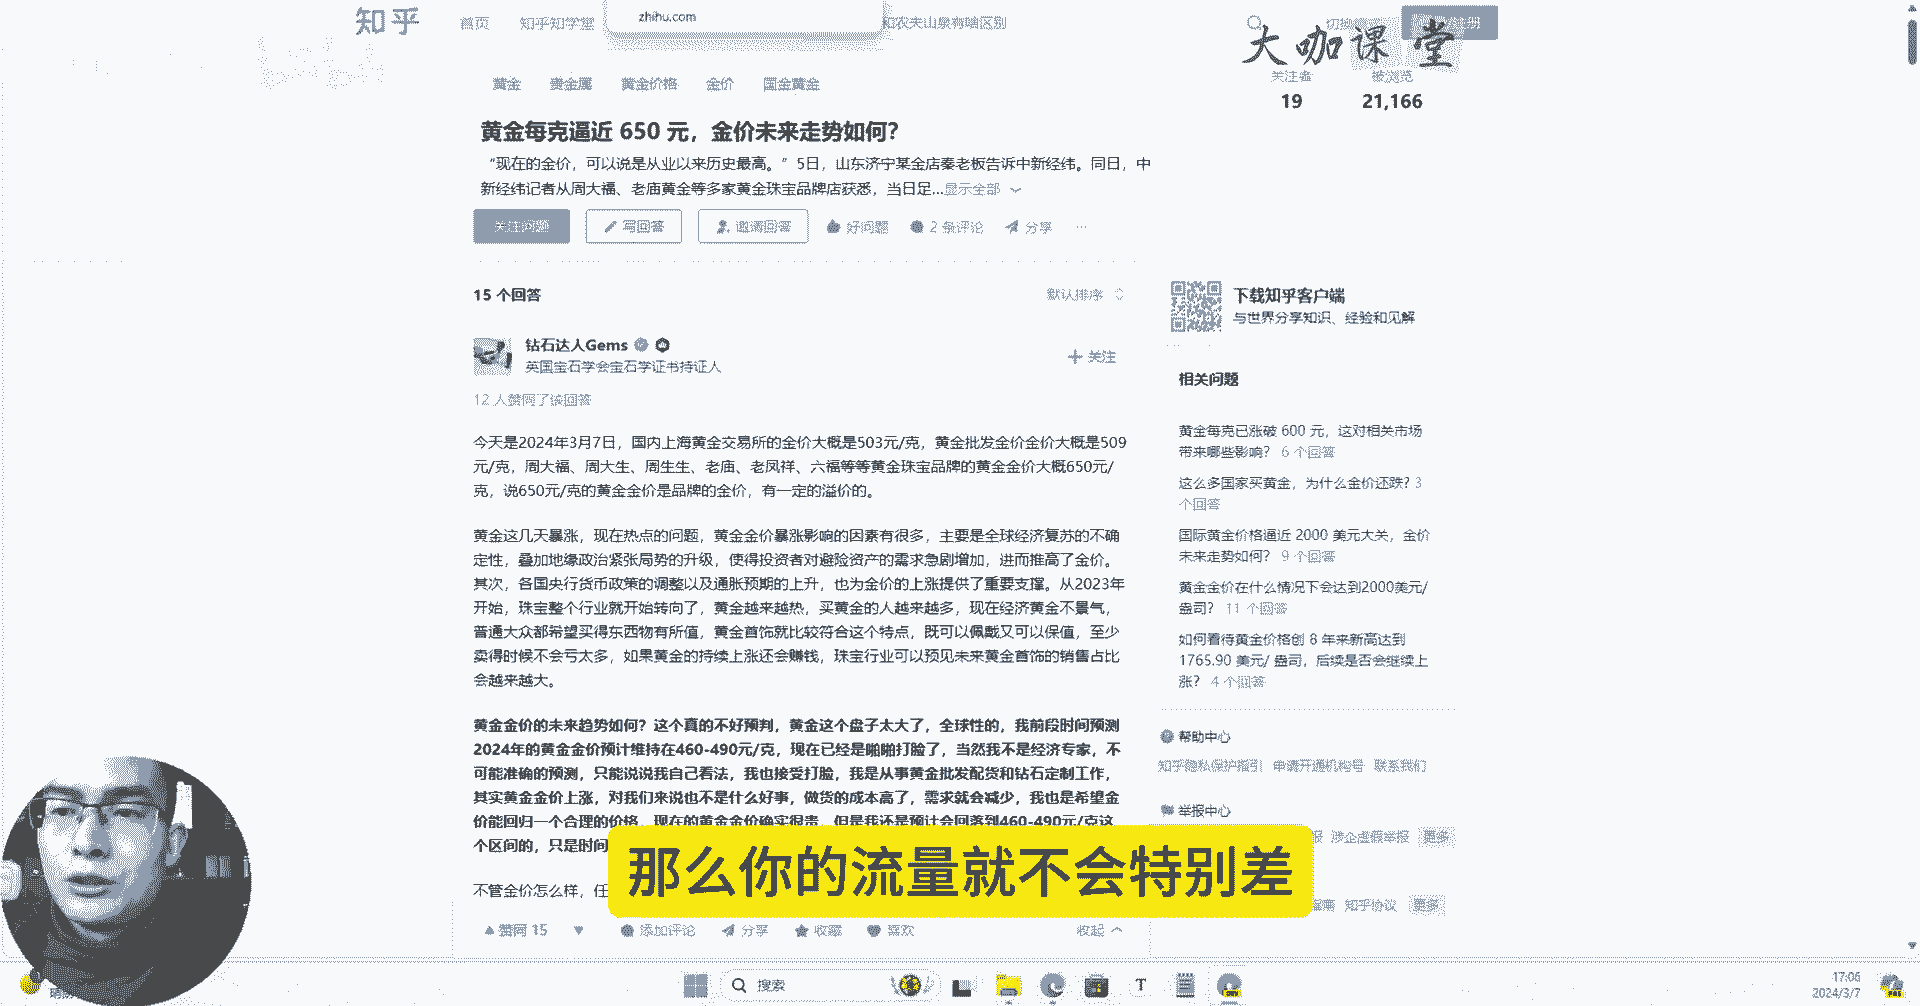 知乎
首页 知乎知学堂
zhihu.com
和农夫山泉有啥区别
大咖课堂
黄金 贵金属 黄金价格 金价 国金黄金
关注者 被浏览
19 21,166
黄金每克逼近 650 元，金价未来走势如何？
“现在的金价，可以说是从业以来历史最高。”5日，山东济宁某金店秦老板告诉中新经纬。同日，中
新经纬记者从周大福、老庙黄金等多家黄金珠宝品牌店获悉，当日足...显示全部
关注问题 写回答 邀请回答 好问题 2 条评论 分享 ...
15 个回答 默认排序
钻石达人Gems
英国宝石学会宝石学证书持证人
+ 关注
12 人赞同了该回答
今天是2024年3月7日，国内上海黄金交易所的金价大概是503元/克，黄金批发金价金价大概是509
元/克，周大福、周大生、周生生、老庙、老凤祥、六福等等黄金珠宝品牌的黄金金价大概650元/
克，说650元/克的黄金金价是品牌的金价，有一定的溢价的。
黄金这几天暴涨，现在热点的问题，黄金金价暴涨影响的因素有很多，主要是全球经济复苏的不确
定性，叠加地缘政治紧张局势的升级，使得投资者对避险资产的需求急剧增加，进而推高了金价。
其次，各国央行货币政策的调整以及通胀预期的上升，也为金价的上涨提供了重要支撑。从2023年
开始，珠宝整个行业就开始转向了，黄金越来越热，买黄金的人越来越多，现在经济黄金不景气，
普通大众都希望买得东西物有所值，黄金首饰就比较符合这个特点，既可以佩戴又可以保值，至少
卖得时候不会亏太多，如果黄金的持续上涨还会赚钱，珠宝行业可以预见未来黄金首饰的销售占比
会越来越大。
黄金金价的未来趋势如何？这个真的不好预判，黄金这个盘子太大了，全球性的，我前段时间预测
2024年的黄金金价预计维持在460-490元/克，现在已经是啪啪打脸了，当然我不是经济专家，不
可能准确的预测，只能说说我自己看法，我也接受打脸，我是从事黄金批发配货和钻石定制工作，
其实黄金金价上涨，对我们来说也不是什么好事，做货的成本高了，需求就会减少，我也是希望金
价能回归一个合理的价格，现在的黄金金价确实很贵，但是我还是预计会回落到460-490元/克这
个区间的，只是时间
不管金价怎么样，任
赞同 15 添加评论 分享 收藏 喜欢 收起
下载知乎客户端
与世界分享知识、经验和见解
相关问题
黄金每克已涨破 600 元，这对相关市场
带来哪些影响？ 6 个回答
这么多国家买黄金，为什么金价还跌? 3
个回答
国际黄金价格逼近 2000 美元大关，金价
未来走势如何？ 9 个回答
黄金金价在什么情况下会达到2000美元/
盎司？ 11 个回答
如何看待黄金价格创 8 年来新高达到
1765.90 美元/ 盎司，后续是否会继续上
涨？ 4 个回答
帮助中心
知乎隐私保护指引 申请开通机构号 联系我们
举报中心
涉企虚假举报 更多
知乎协议 更多
那么你的流量就不会特别差
搜索
17:06
2024/3/7